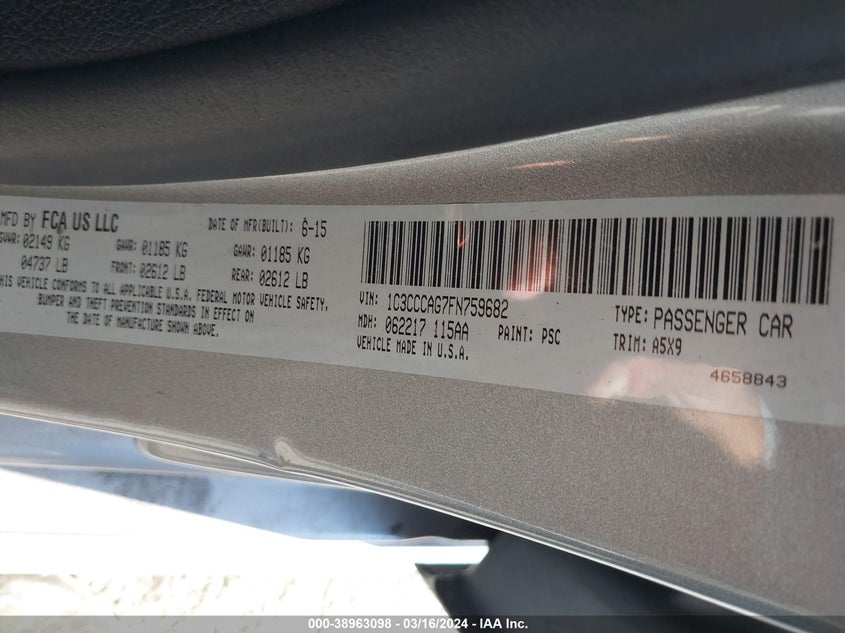 MFD BY FCA US LLC
DATE OF MFR(BUILT): 6-15
GVWR: 02149 KG
04737 LB
GAWR: 01185 KG
FRONT: 02612 LB
GAWR: 01185 KG
REAR: 02612 LB
THIS VEHICLE CONFORMS TO ALL APPLICABLE U.S.A. FEDERAL MOTOR VEHICLE SAFETY,
BUMPER AND THEFT PREVENTION STANDARDS IN EFFECT ON
THE DATE OF MANUFACTURE SHOWN ABOVE.
VIN: 1C3CCCAG7FN759682
MDH: 062217 115AA PAINT: PSC
VEHICLE MADE IN U.S.A.
TYPE: PASSENGER CAR
TRIM: A5X9
4658843
000-38963098 - 03/16/2024 - IAA Inc.